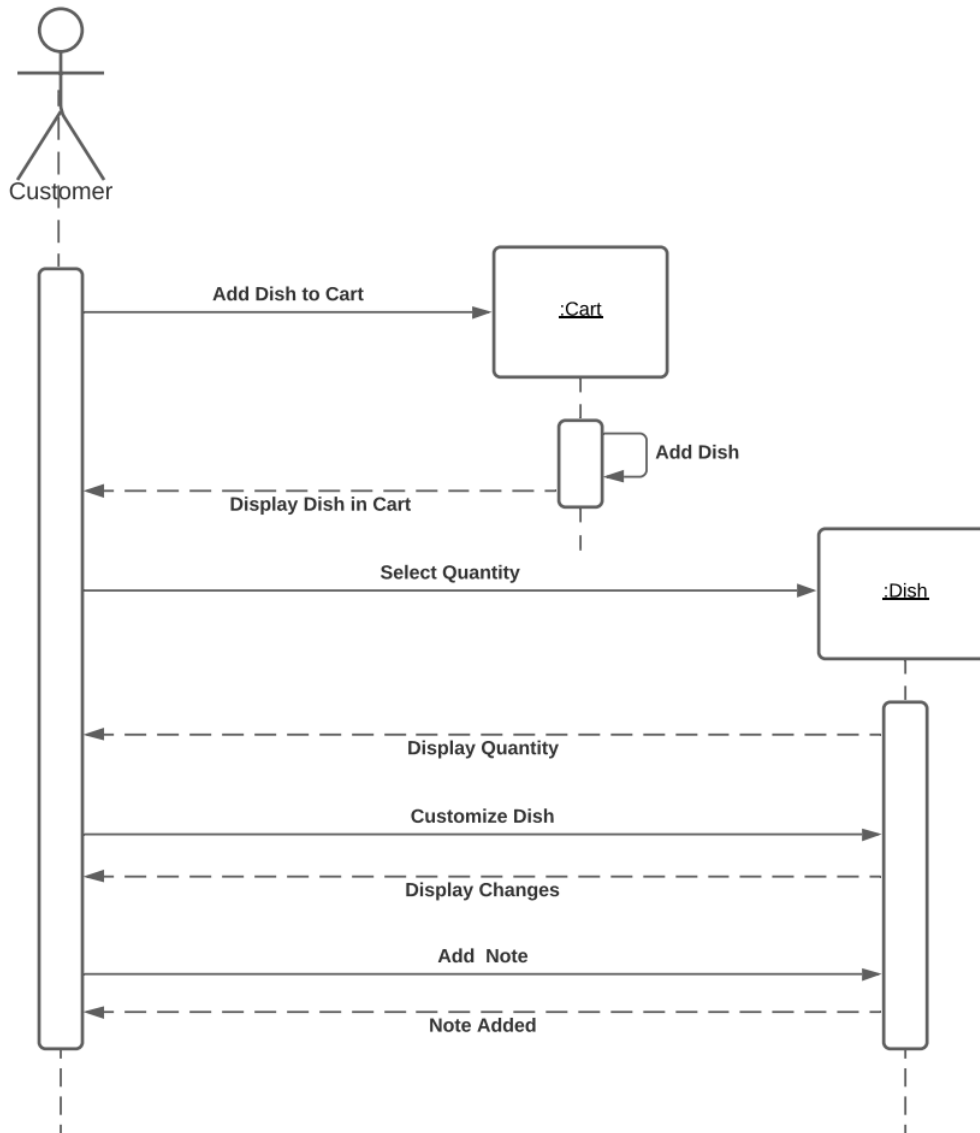 Customer
Add Dish to Cart
:Cart
Add Dish
Display Dish in Cart
Select Quantity
:Dish
Display Quantity
Customize Dish
Display Changes
Add  Note
Note Added